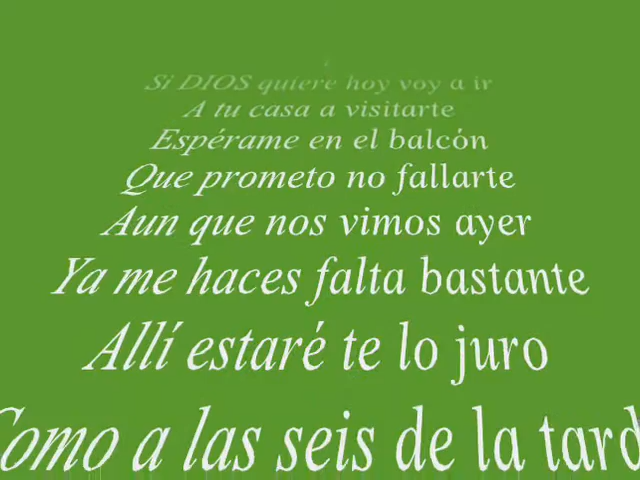 Si DIOS quiere hoy voy a ir
A tu casa a visitarte
Espérame en el balcón
Que prometo no fallarte
Aun que nos vimos ayer
Ya me haces falta bastante
Allí estaré te lo juro
Como a las seis de la tard